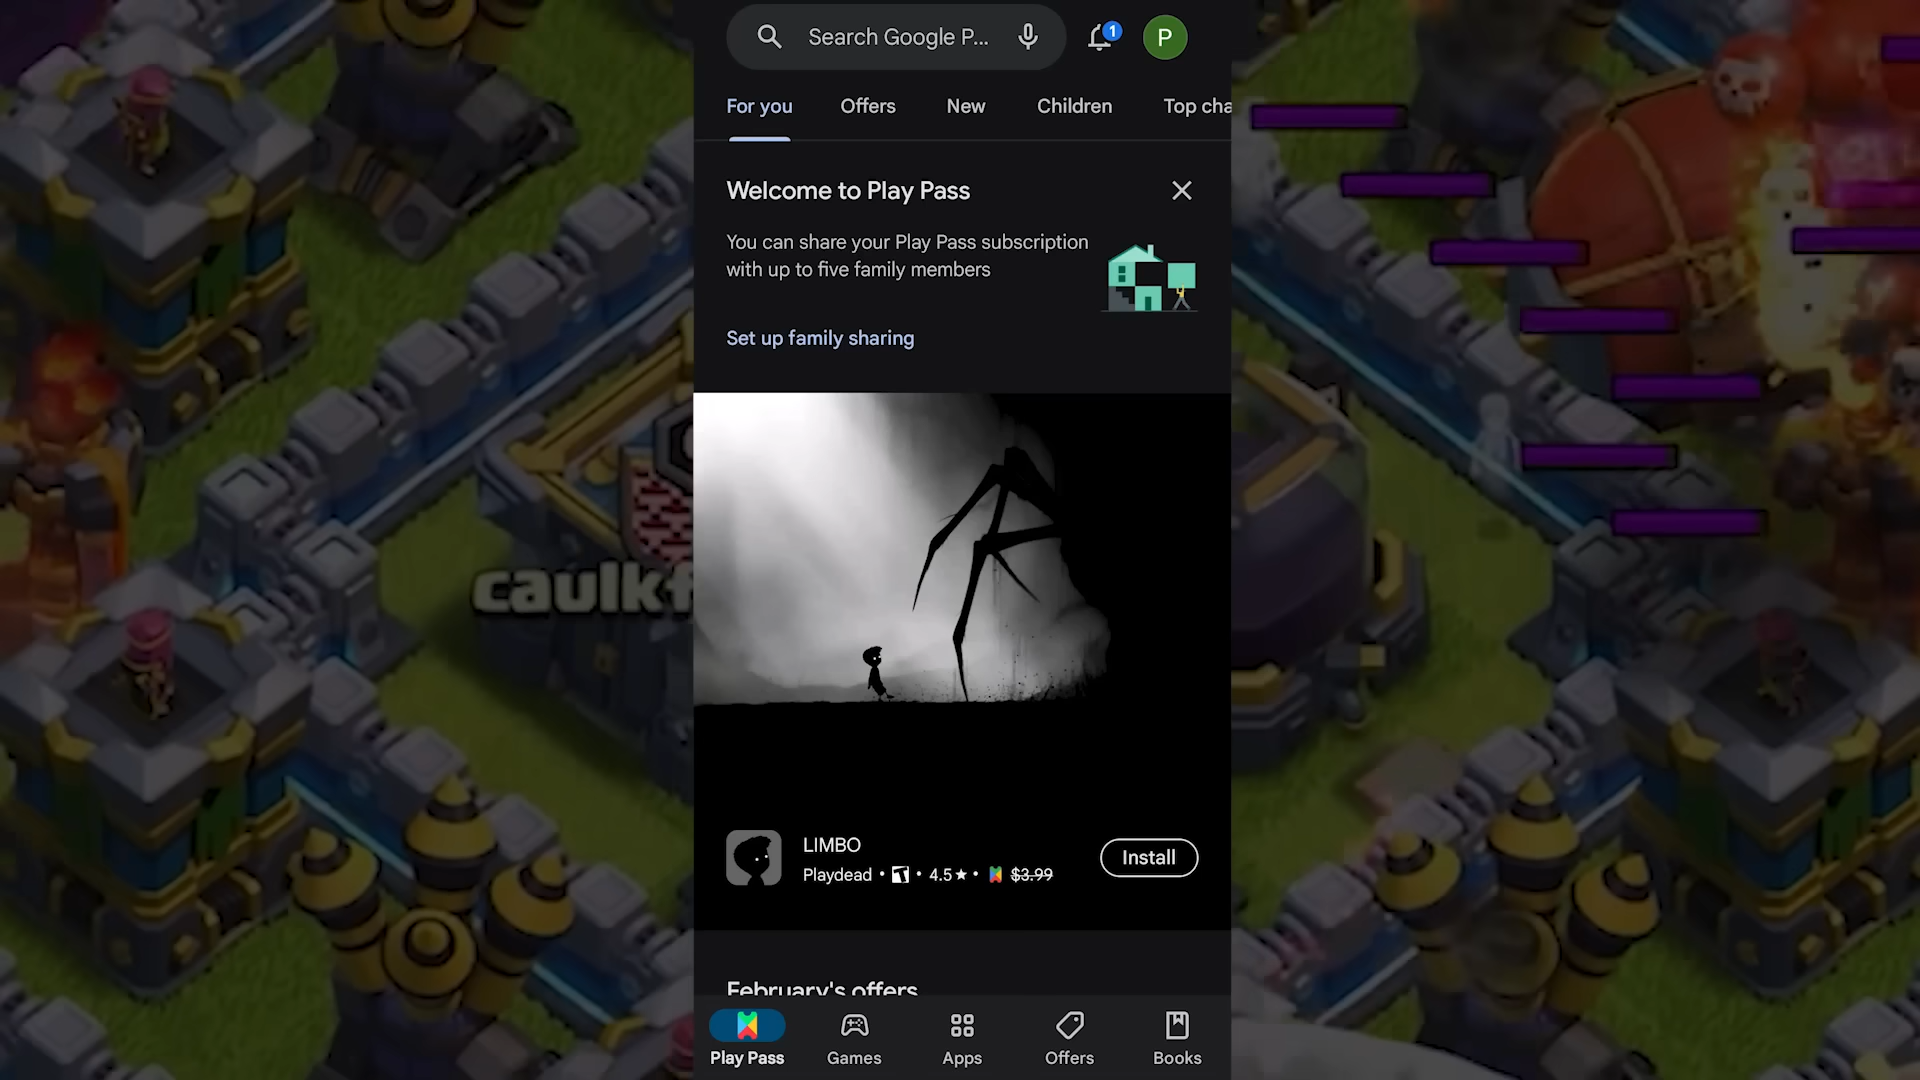 Search Google P...
1
P
For you
Offers
New
Children
Top cha
Welcome to Play Pass
You can share your Play Pass subscription
with up to five family members
Set up family sharing
caulkf
LIMBO
Playdead • T • 4.5★ • $3.99
Install
February's offers
Play Pass
Games
Apps
Offers
Books